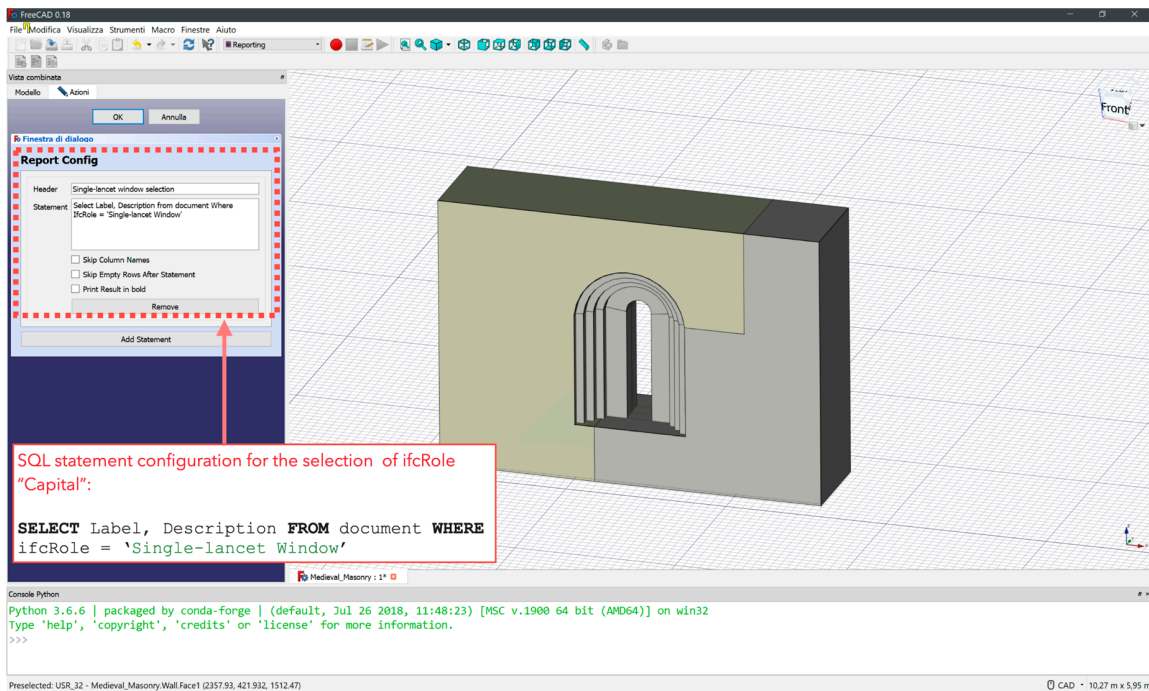 FreeCAD 0.18
File Modifica Visualizza Strumenti Macro Finestre Aiuto
Reporting
Vista combinata
Modello Azioni
OK Annulla
Finestra di dialogo
Report Config
Header Single-lancet window selection
Statement Select Label, Description from document Where
IfcRole = 'Single-lancet Window'
Skip Column Names
Skip Empty Rows After Statement
Print Result in bold
Remove
Add Statement
Front
SQL statement configuration for the selection of ifcRole
“Capital”:
SELECT Label, Description FROM document WHERE
ifcRole = ‘Single-lancet Window’
Medieval_Masonry : 1*
Console Python
Python 3.6.6 | packaged by conda-forge | (default, Jul 26 2018, 11:48:23) [MSC v.1900 64 bit (AMD64)] on win32
Type 'help', 'copyright', 'credits' or 'license' for more information.
>>>
Preselected: USR_32 - Medieval_Masonry.Wall.Face1 (2357.93, 421.932, 1512.47)
CAD 10,27 m x 5,95 m